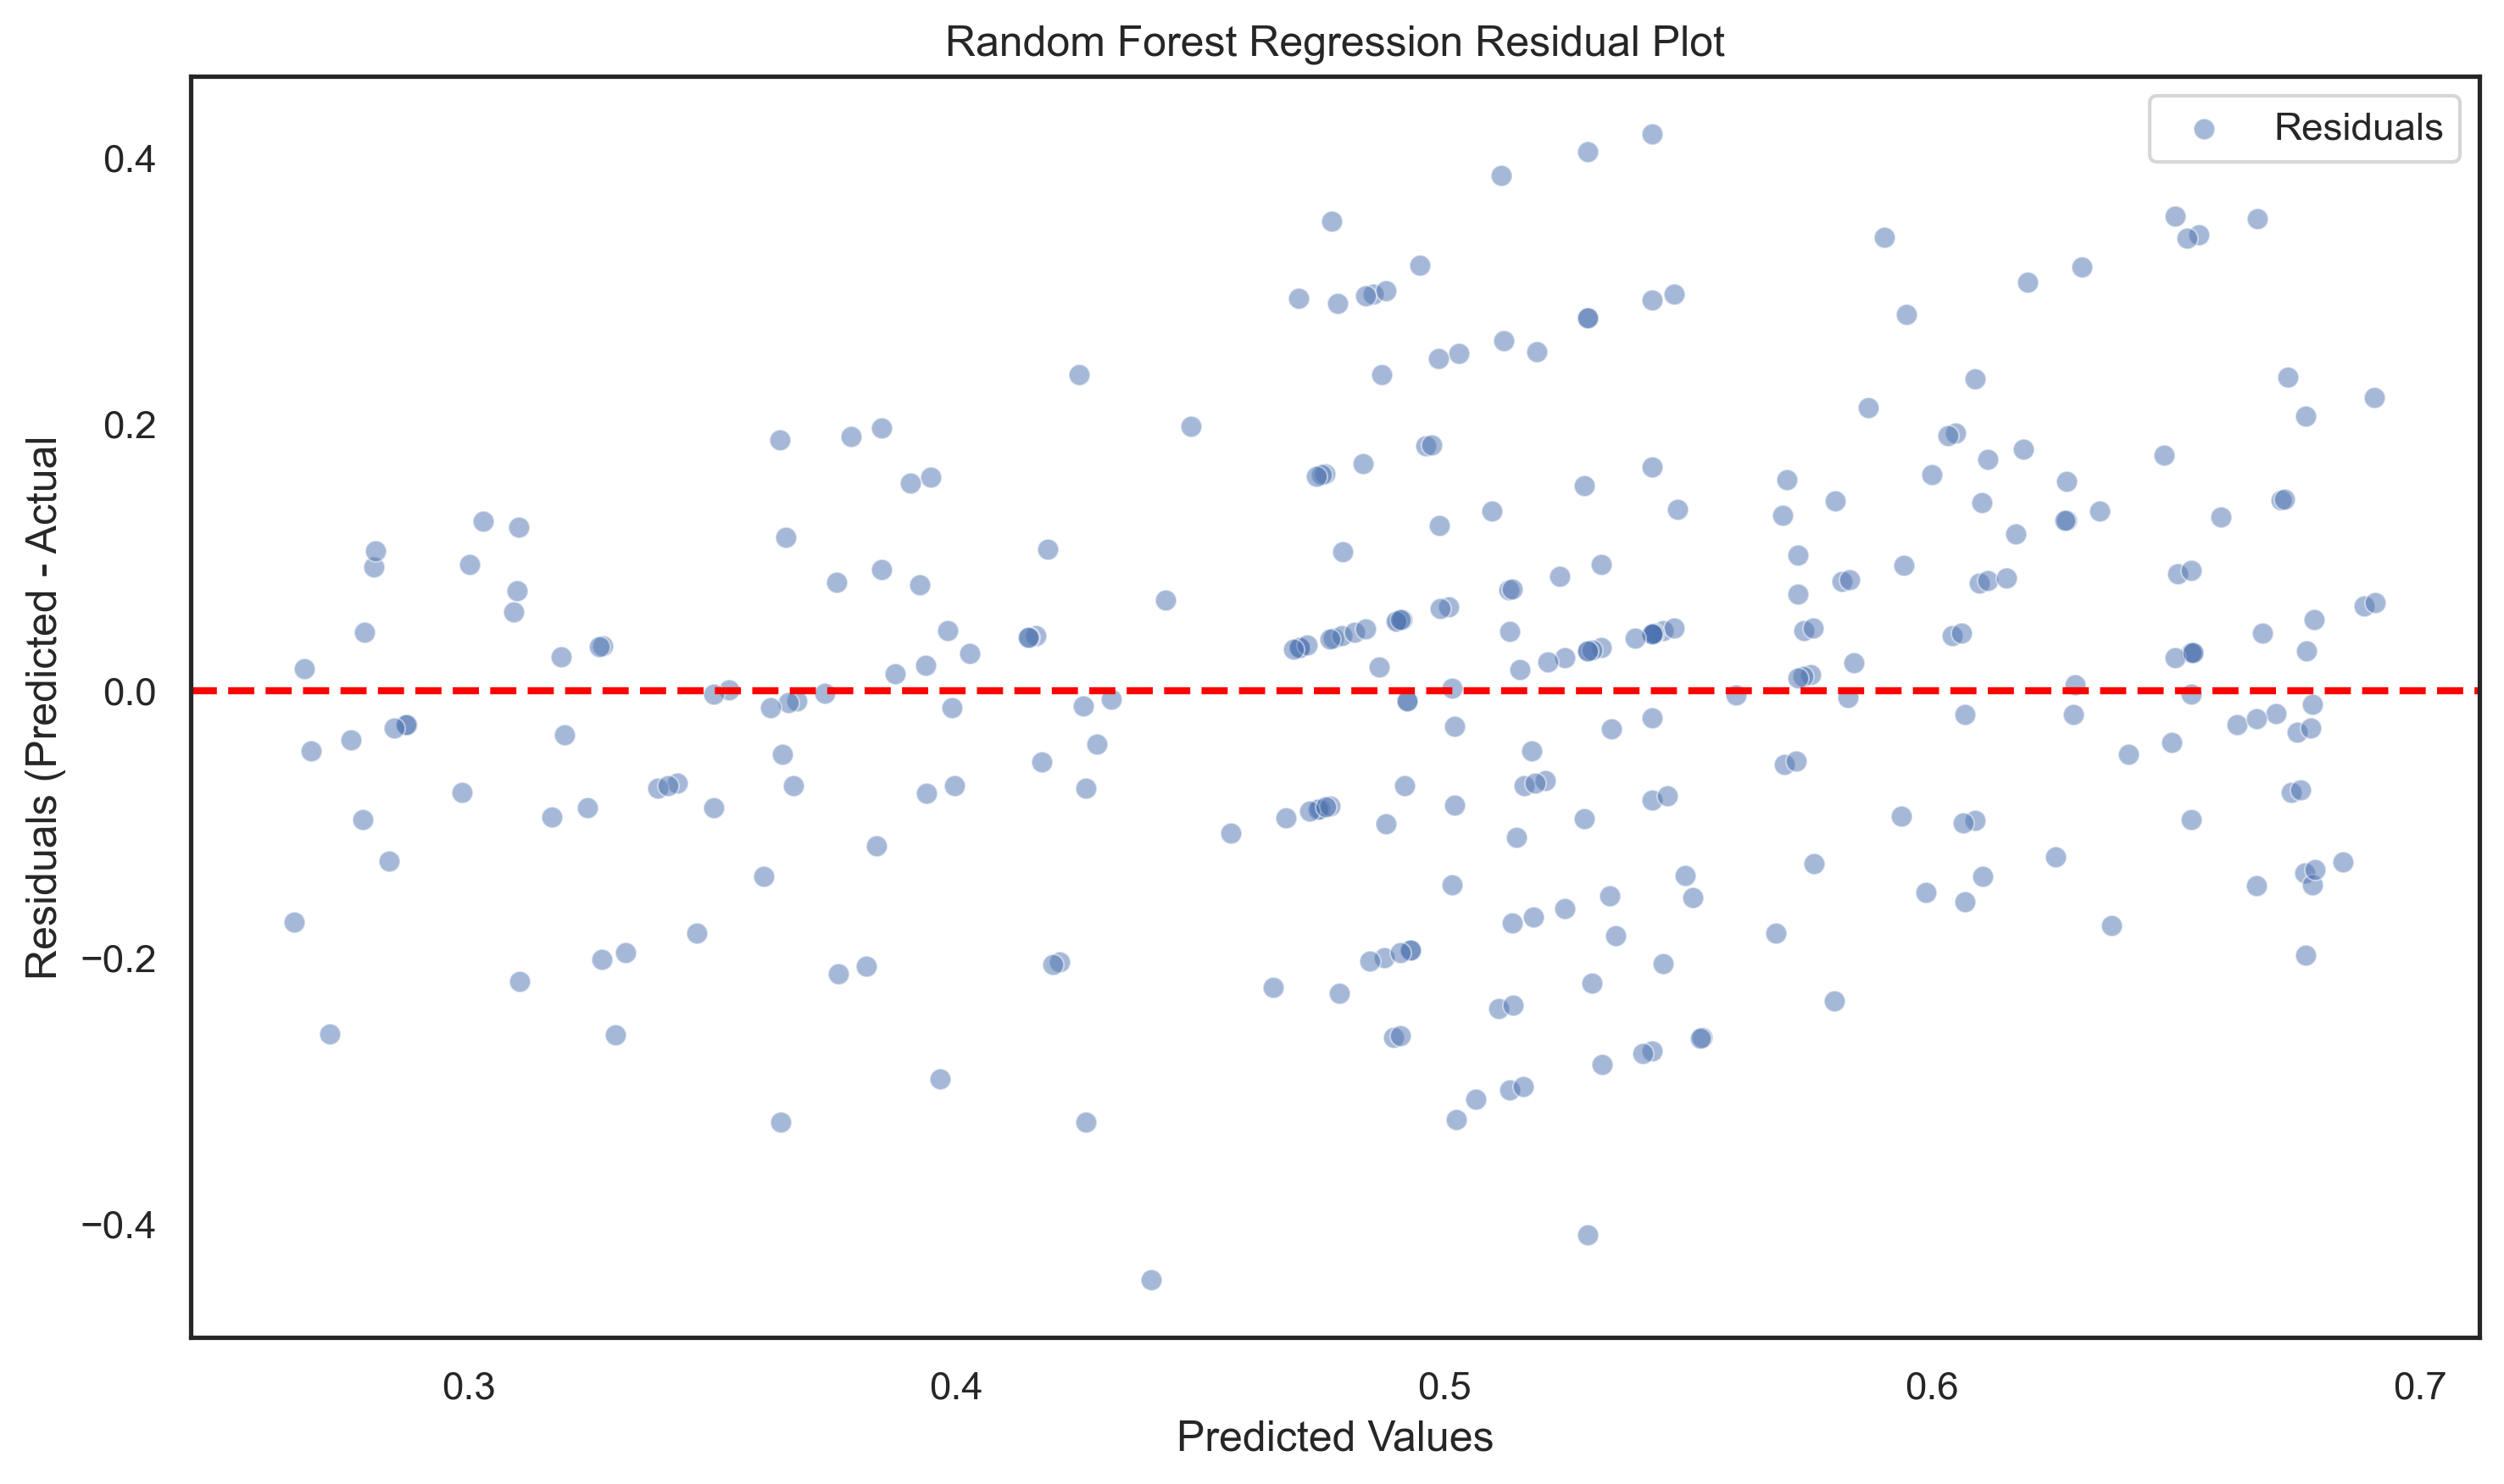 Random Forest Regression Residual Plot
Residuals
0.4
0.2
0.0
−0.2
−0.4
Residuals (Predicted - Actual
0.3 0.4 0.5 0.6 0.7
Predicted Values